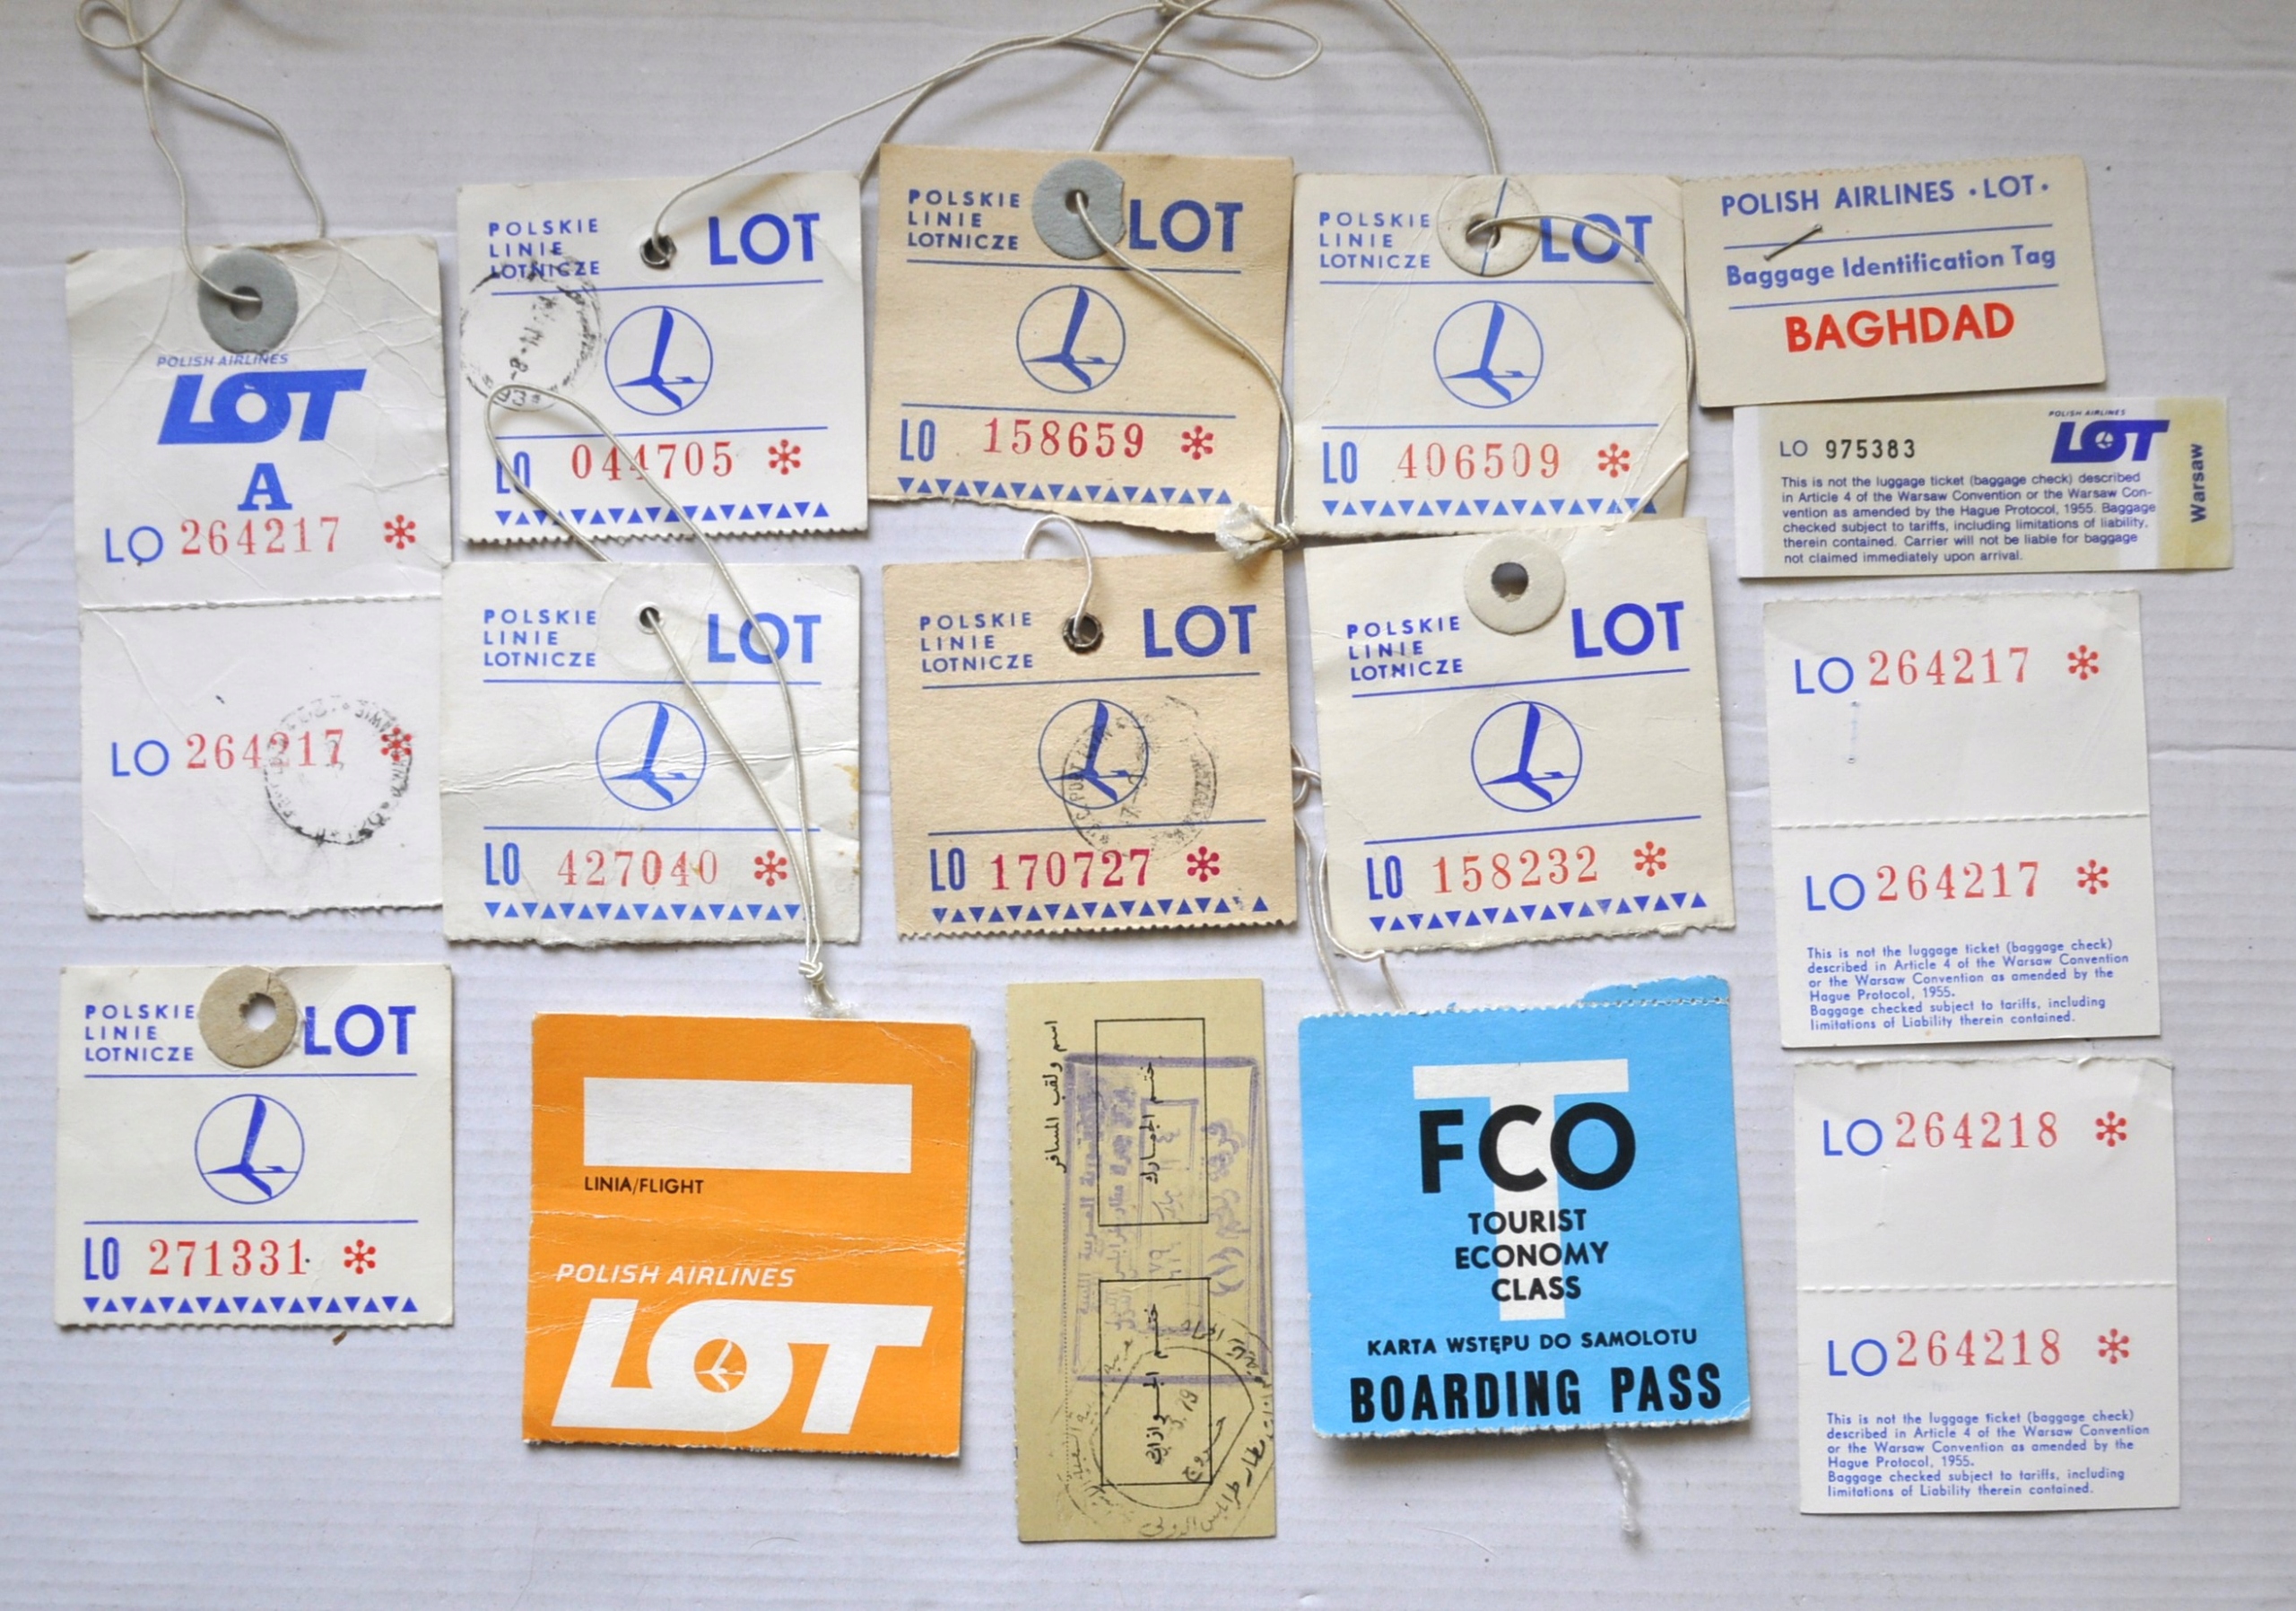 POLISH AIRLINES
LOT
A
LO 264217 *
LO 264217 *
POLSKIE
LINIE
LOTNICZE
LOT
LO 044705 *
POLSKIE
LINIE
LOTNICZE
LOT
LO 158659 *
POLSKIE
LINIE
LOTNICZE
LOT
LO 406509 *
POLISH AIRLINES •LOT•
Baggage Identification Tag
BAGHDAD
POLISH AIRLINES
LOT
LO 975383
Warsaw
This is not the luggage ticket (baggage check) described
in Article 4 of the Warsaw Convention or the Warsaw Con-
vention as amended by the Hague Protocol, 1955. Baggage
checked subject to tariffs, including limitations of liability,
therein contained. Carrier will not be liable for baggage
not claimed immediately upon arrival.
POLSKIE
LINIE
LOTNICZE
LOT
LO 427040 *
POLSKIE
LINIE
LOTNICZE
LOT
LO 170727 *
POLSKIE
LINIE
LOTNICZE
LOT
LO 158232 *
LO 264217 *
LO 264217 *
This is not the luggage ticket (baggage check)
described in Article 4 of the Warsaw Convention
or the Warsaw Convention as amended by the
Hague Protocol, 1955.
Baggage checked subject to tariffs, including
limitations of Liability therein contained.
POLSKIE
LINIE
LOTNICZE
LOT
LO 271331 *
LINIA/FLIGHT
POLISH AIRLINES
LOT
اسم ولقب المسافر
ختم الجمارك
ختم الجوازات
خروج
مطار طرابلس الدولي
FCO
T
TOURIST
ECONOMY
CLASS
KARTA WSTĘPU DO SAMOLOTU
BOARDING PASS
LO 264218 *
LO 264218 *
This is not the luggage ticket (baggage check)
described in Article 4 of the Warsaw Convention
or the Warsaw Convention as amended by the
Hague Protocol, 1955.
Baggage checked subject to tariffs, including
limitations of Liability therein contained.